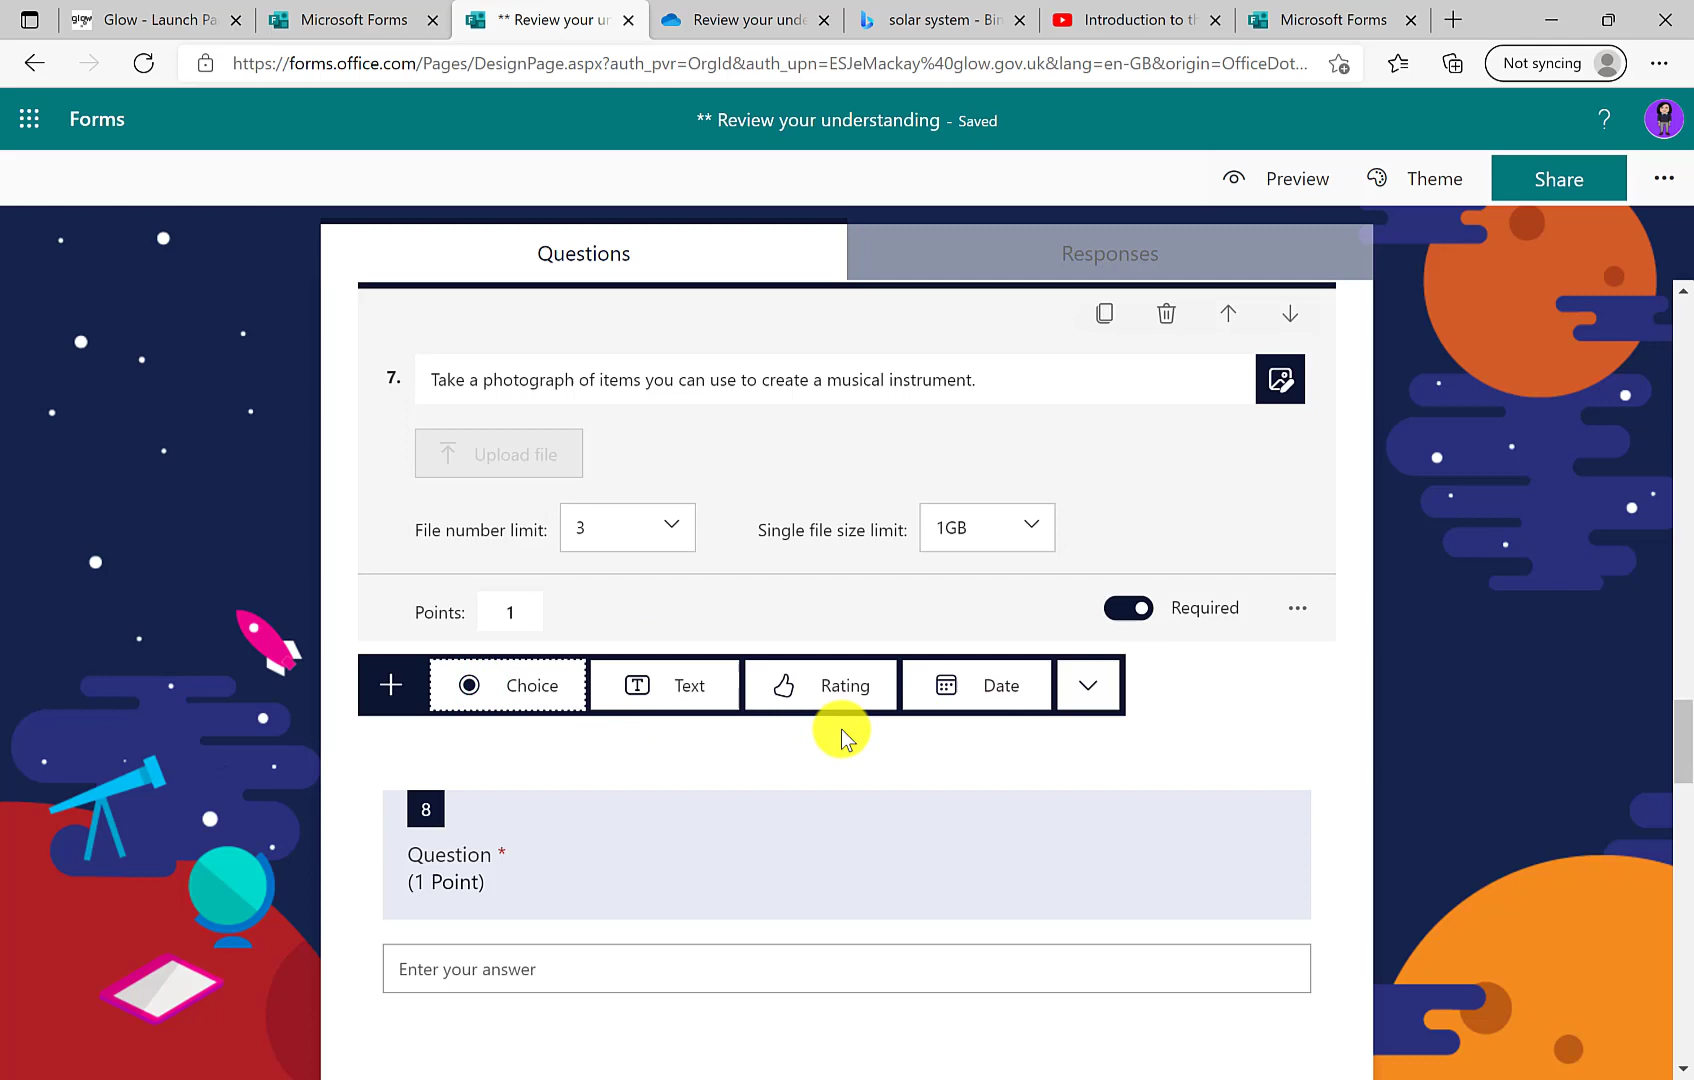 Glow - Launch Pa
Microsoft Forms
** Review your un
Review your unde
solar system - Bin
Introduction to th
Microsoft Forms
https://forms.office.com/Pages/DesignPage.aspx?auth_pvr=OrgId&auth_upn=ESJeMackay%40glow.gov.uk&lang=en-GB&origin=OfficeDot...
Not syncing
Forms
** Review your understanding - Saved
?
Preview
Theme
Share
Questions
Responses
7.
Take a photograph of items you can use to create a musical instrument.
Upload file
File number limit:
3
Single file size limit:
1GB
Points:
1
Required
Choice
Text
Rating
Date
8
Question *
(1 Point)
Enter your answer